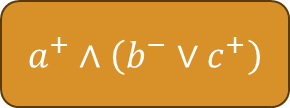 a⁺ ∧ (b⁻ ∨ c⁺)